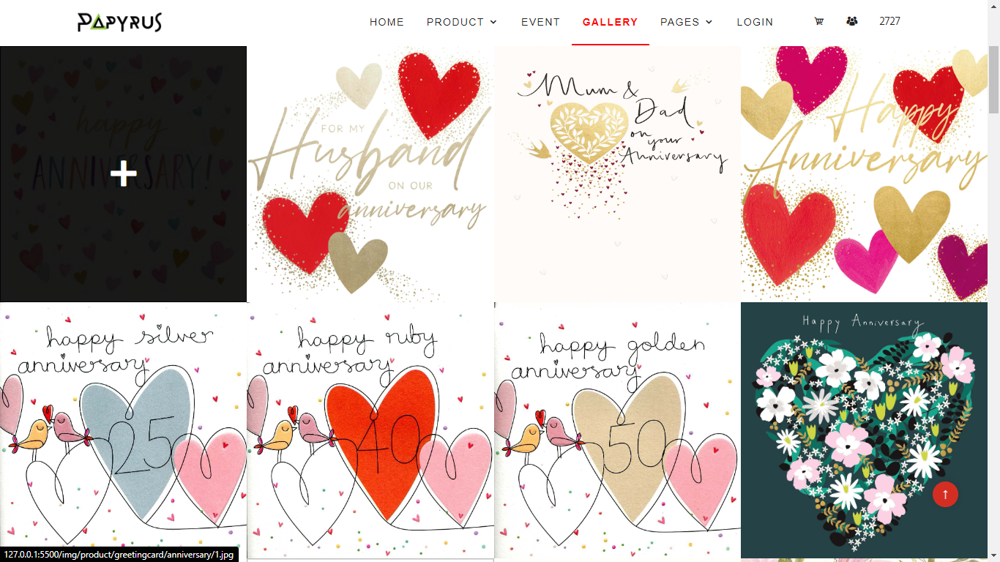 PAPYRUS
HOME PRODUCT EVENT GALLERY PAGES LOGIN 2727
happy
ANNIVERSARY!
FOR MY
Husband
ON OUR
anniversary
Mum &
Dad
on
your
Anniversary
Happy
Anniversary
happy silver
anniversary
25
happy ruby
anniversary
40
happy golden
anniversary
50
Happy Anniversary
127.0.0.1:5500/img/product/greetingcard/anniversary/1.jpg